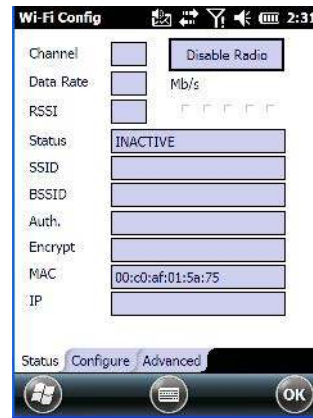 Wi-Fi Config 2:31
Channel Disable Radio
Data Rate Mb/s
RSSI
Status INACTIVE
SSID
BSSID
Auth.
Encrypt
MAC 00:c0:af:01:5a:75
IP
Status Configure Advanced
OK